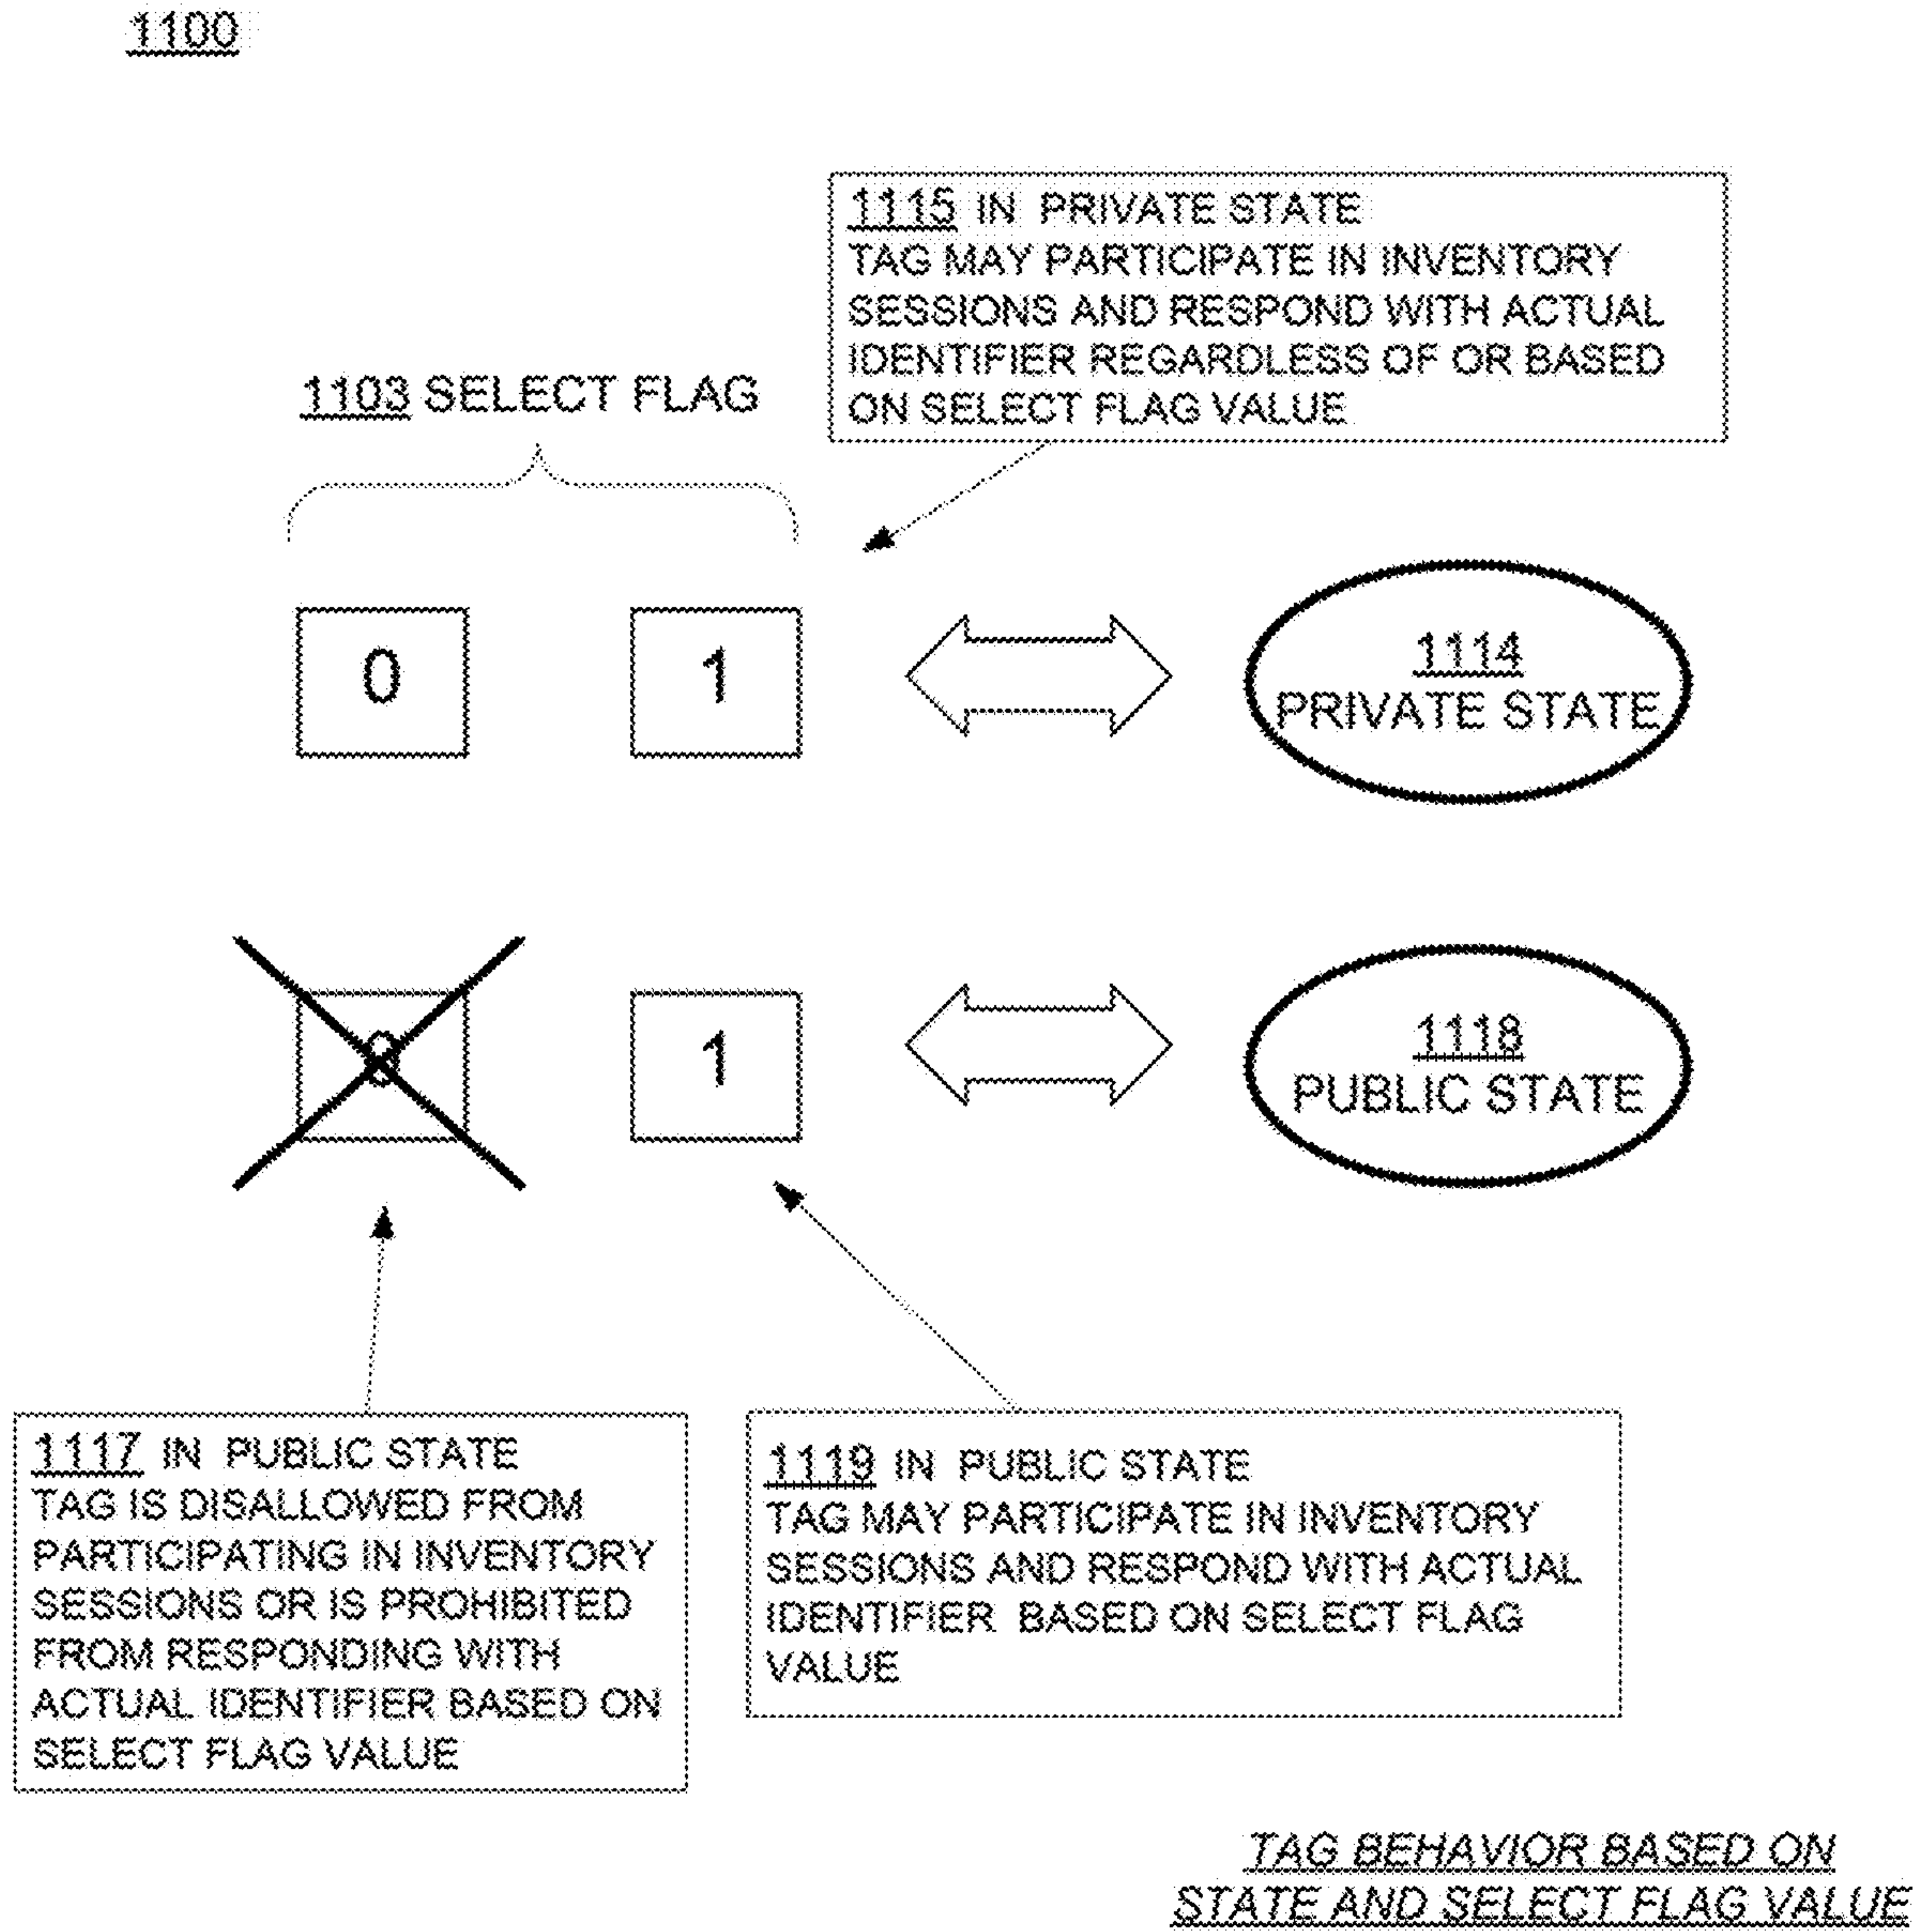 1100
1115 IN PRIVATE STATE
TAG MAY PARTICIPATE IN INVENTORY
SESSIONS AND RESPOND WITH ACTUAL
IDENTIFIER REGARDLESS OF OR BASED
ON SELECT FLAG VALUE
1103 SELECT FLAG
0 1
1114
PRIVATE STATE
0 1
1118
PUBLIC STATE
1117 IN PUBLIC STATE
TAG IS DISALLOWED FROM
PARTICIPATING IN INVENTORY
SESSIONS OR IS PROHIBITED
FROM RESPONDING WITH
ACTUAL IDENTIFIER BASED ON
SELECT FLAG VALUE
1119 IN PUBLIC STATE
TAG MAY PARTICIPATE IN INVENTORY
SESSIONS AND RESPOND WITH ACTUAL
IDENTIFIER BASED ON SELECT FLAG
VALUE
TAG BEHAVIOR BASED ON
STATE AND SELECT FLAG VALUE